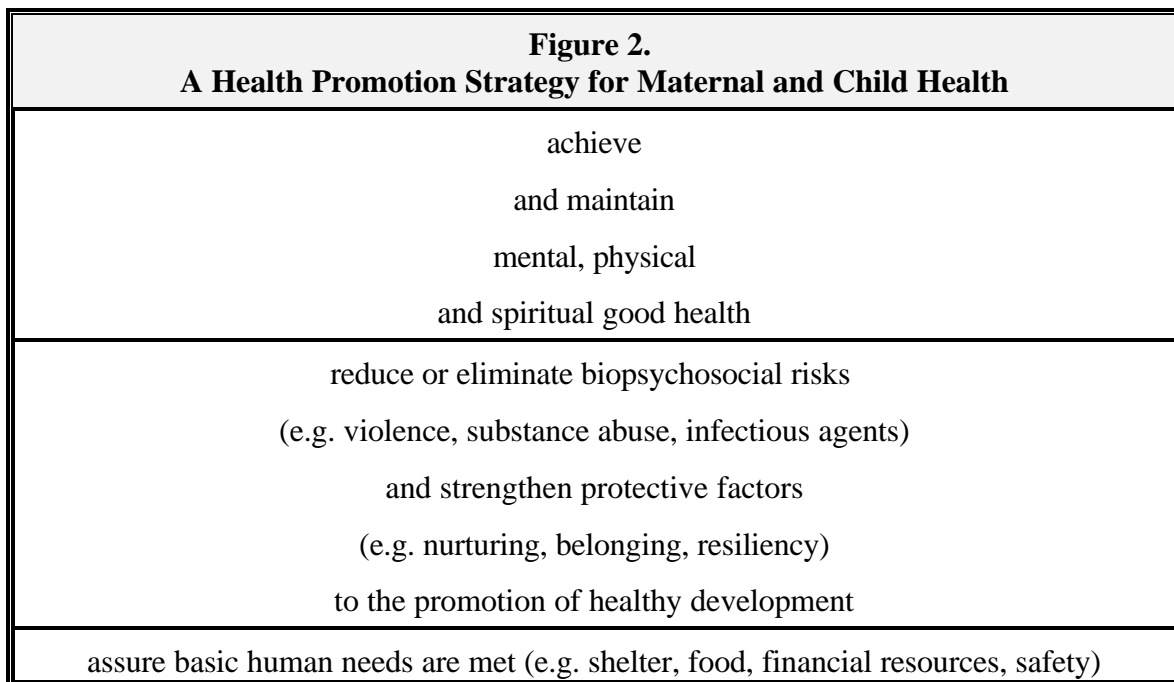 Figure 2.
A Health Promotion Strategy for Maternal and Child Health
achieve
and maintain
mental, physical
and spiritual good health
reduce or eliminate biopsychosocial risks
(e.g. violence, substance abuse, infectious agents)
and strengthen protective factors
(e.g. nurturing, belonging, resiliency)
to the promotion of healthy development
assure basic human needs are met (e.g. shelter, food, financial resources, safety)